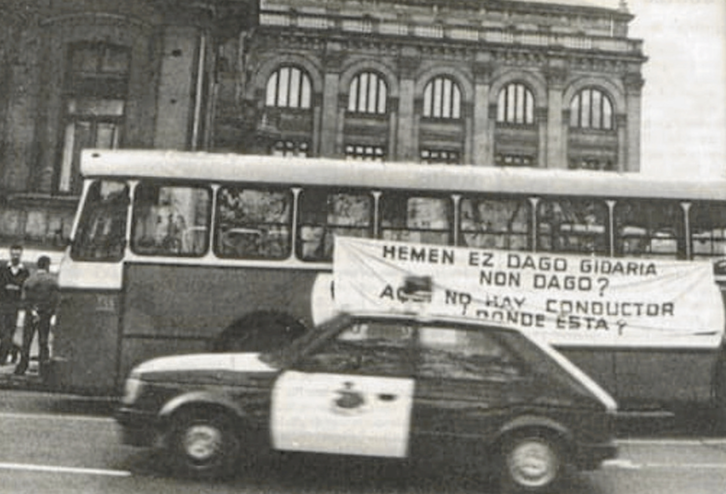 HEMEN EZ DAGO GIDARIA
NON DAGO?
AQUI NO HAY CONDUCTOR
¿DONDE ESTA?